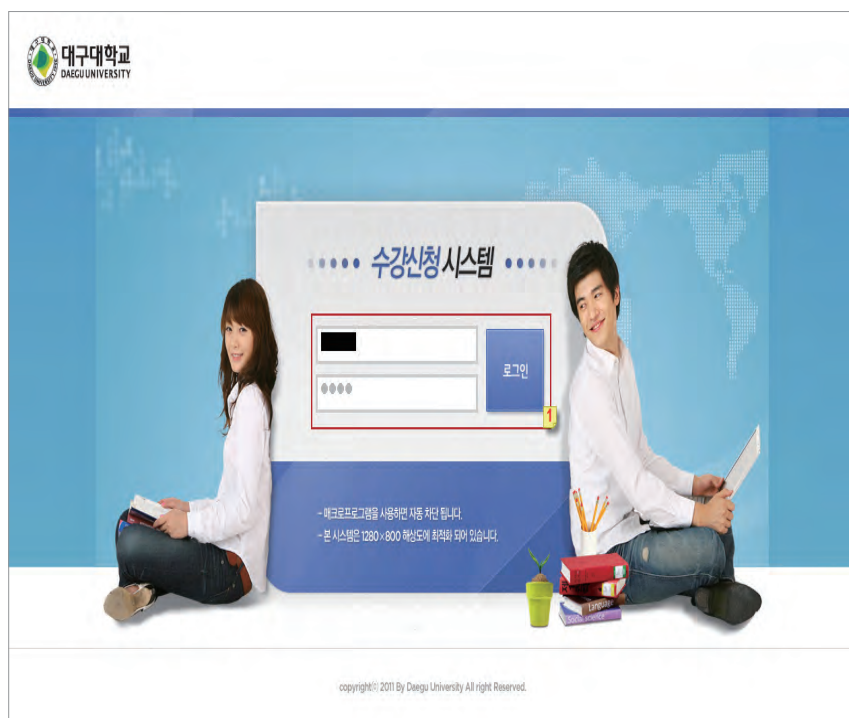 대구대학교
DAEGU UNIVERSITY
수강신청 시스템
로그인
1
- 매크로프로그램을 사용하면 자동 차단 됩니다.
- 본 시스템은 1280×800 해상도에 최적화 되어 있습니다.
Language
Social science
copyright© 2011 By Daegu University All right Reserved.